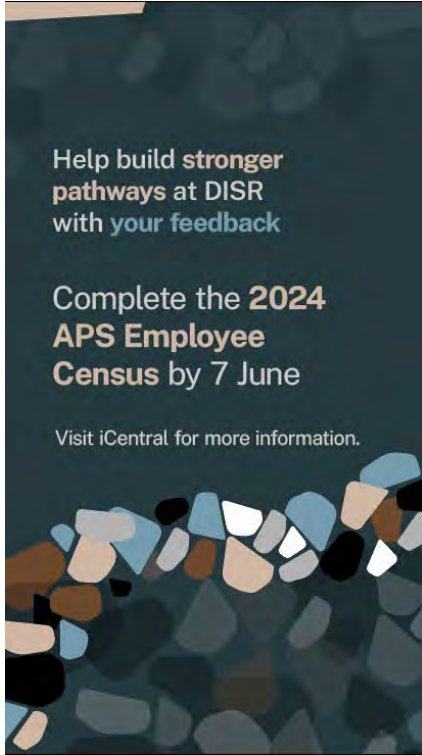 Help build stronger
pathways at DISR
with your feedback
Complete the 2024
APS Employee
Census by 7 June
Visit iCentral for more information.